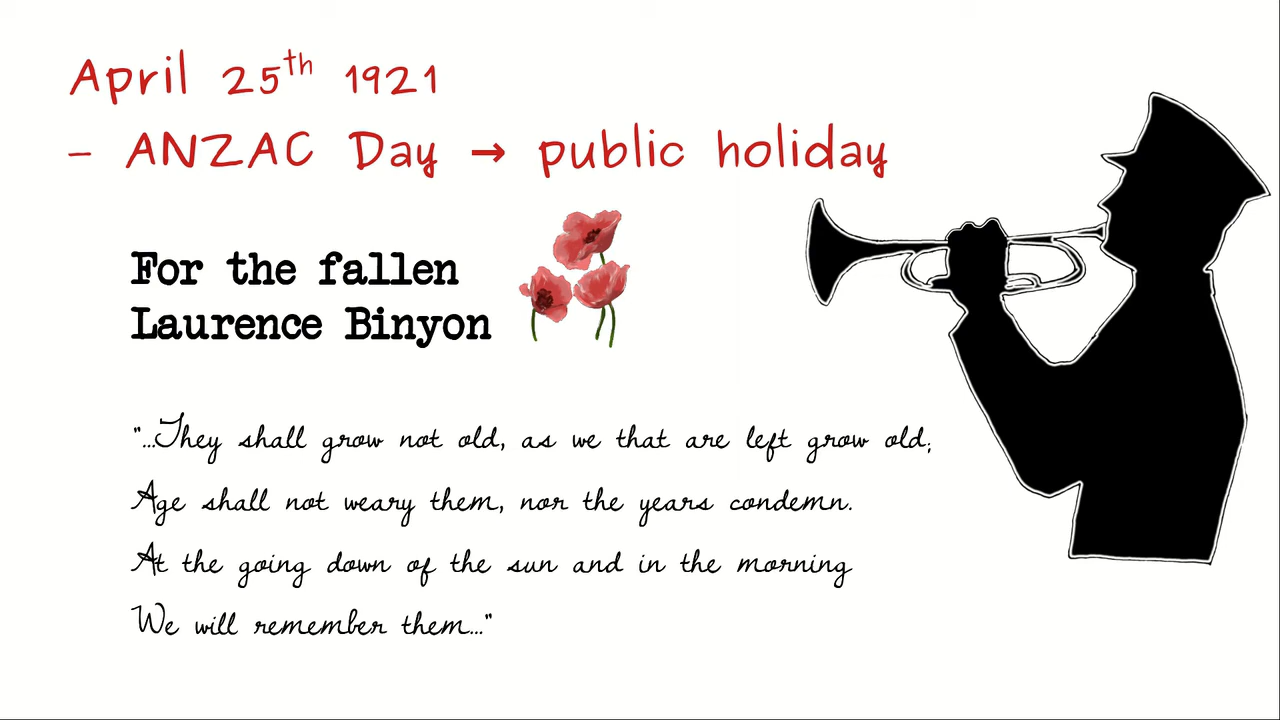 April 25th 1921
- ANZAC Day → public holiday
For the fallen
Laurence Binyon
"...They shall grow not old, as we that are left grow old;
Age shall not weary them, nor the years condemn.
At the going down of the sun and in the morning
We will remember them..."